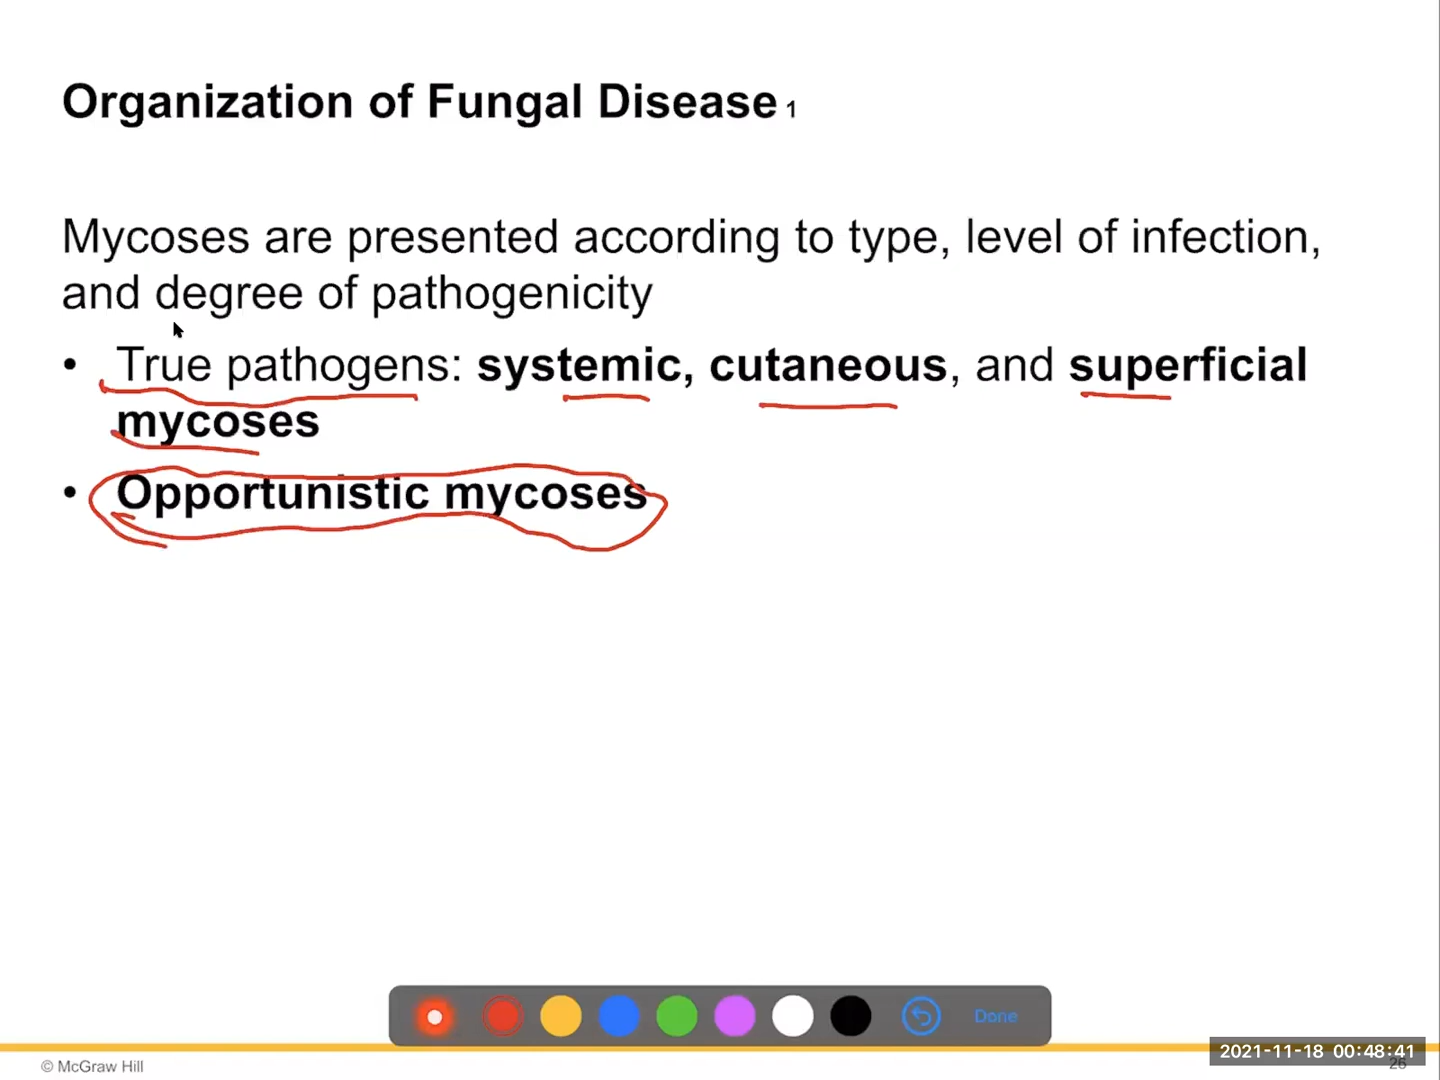 Organization of Fungal Disease 1
Mycoses are presented according to type, level of infection,
and degree of pathogenicity
• True pathogens: systemic, cutaneous, and superficial
mycoses
• Opportunistic mycoses
Done
2021-11-18 00:48:41
© McGraw Hill
26